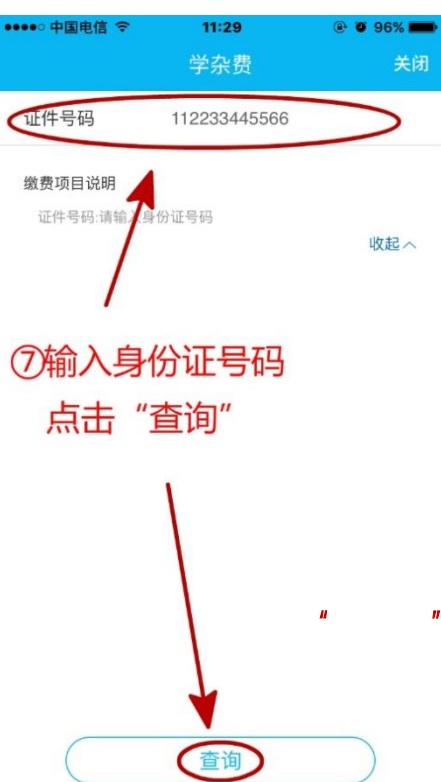 中国电信 11:29 96%
学杂费 关闭
证件号码 112233445566
缴费项目说明
证件号码:请输入身份证号码
收起
⑦输入身份证号码
点击“查询”
" "
查询